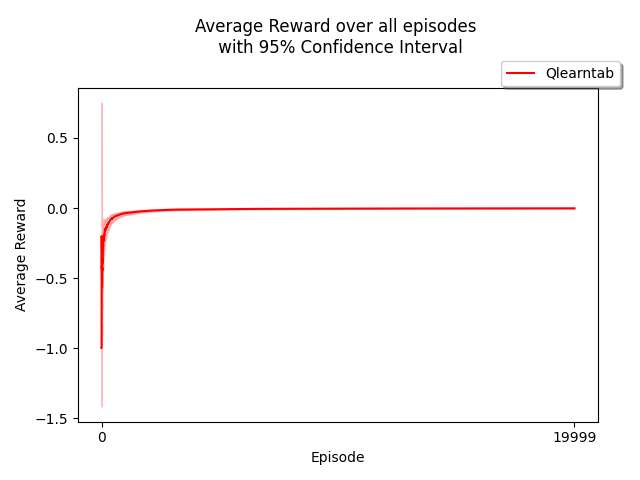 Average Reward over all episodes
with 95% Confidence Interval
Qlearntab
0.5
0.0
−0.5
−1.0
−1.5
Average Reward
0
19999
Episode